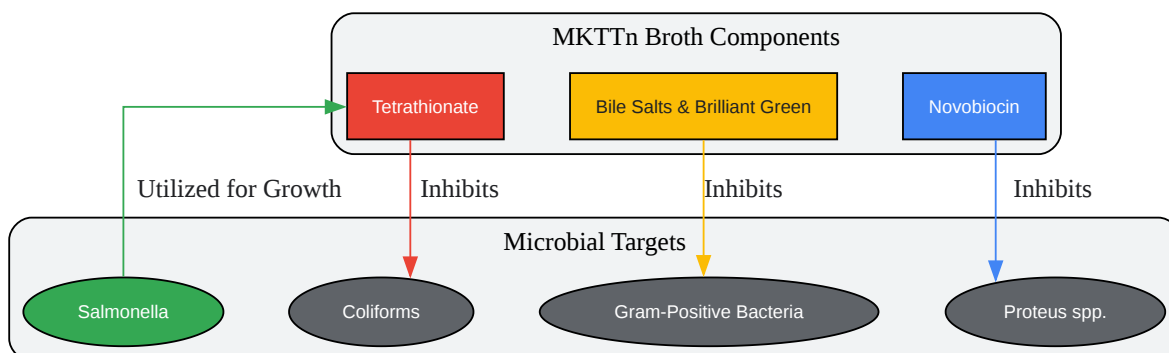 MKTTn Broth Components
Tetrathionate
Bile Salts & Brilliant Green
Novobiocin
Utilized for Growth
Inhibits
Inhibits
Inhibits
Microbial Targets
Salmonella
Coliforms
Gram-Positive Bacteria
Proteus spp.